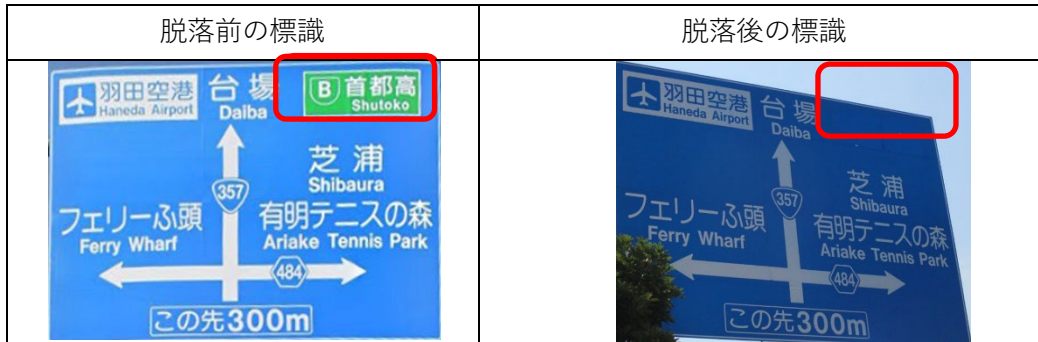 脱落前の標識
脱落後の標識
羽田空港
Haneda Airport
台場
Daiba
B 首都高
Shutoko
芝浦
Shibaura
357
フェリーふ頭
Ferry Wharf
有明テニスの森
Ariake Tennis Park
484
この先300m
羽田空港
Haneda Airport
台場
Daiba
芝浦
Shibaura
357
フェリーふ頭
Ferry Wharf
有明テニスの森
Ariake Tennis Park
484
この先300m